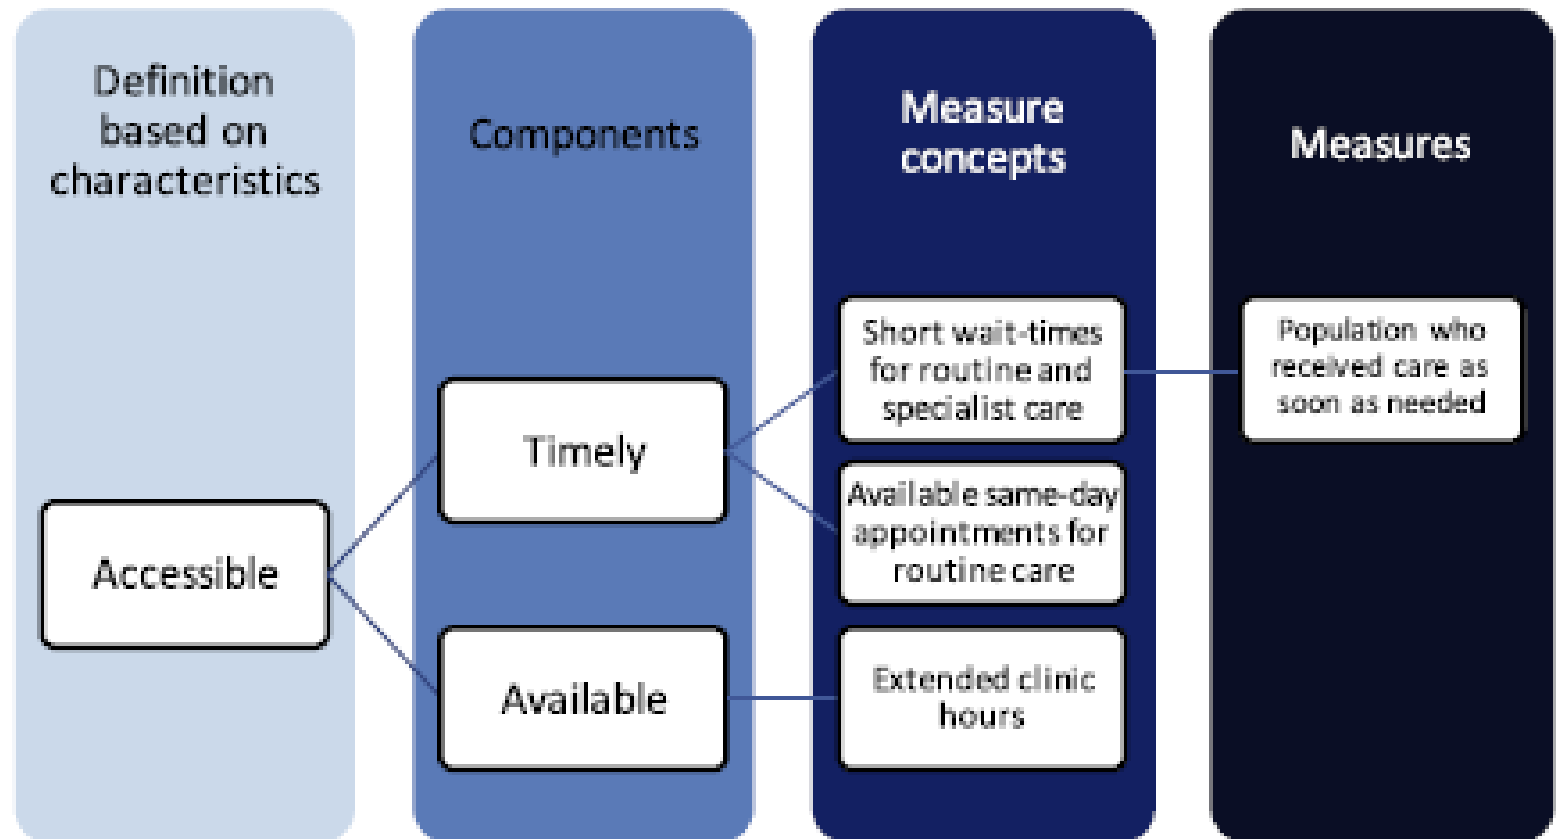 Definition
based on
characteristics
Components
Measure
concepts
Measures
Accessible
Timely
Available
Short wait-times
for routine and
specialist care
Available same-day
appointments for
routine care
Extended clinic
hours
Population who
received care as
soon as needed